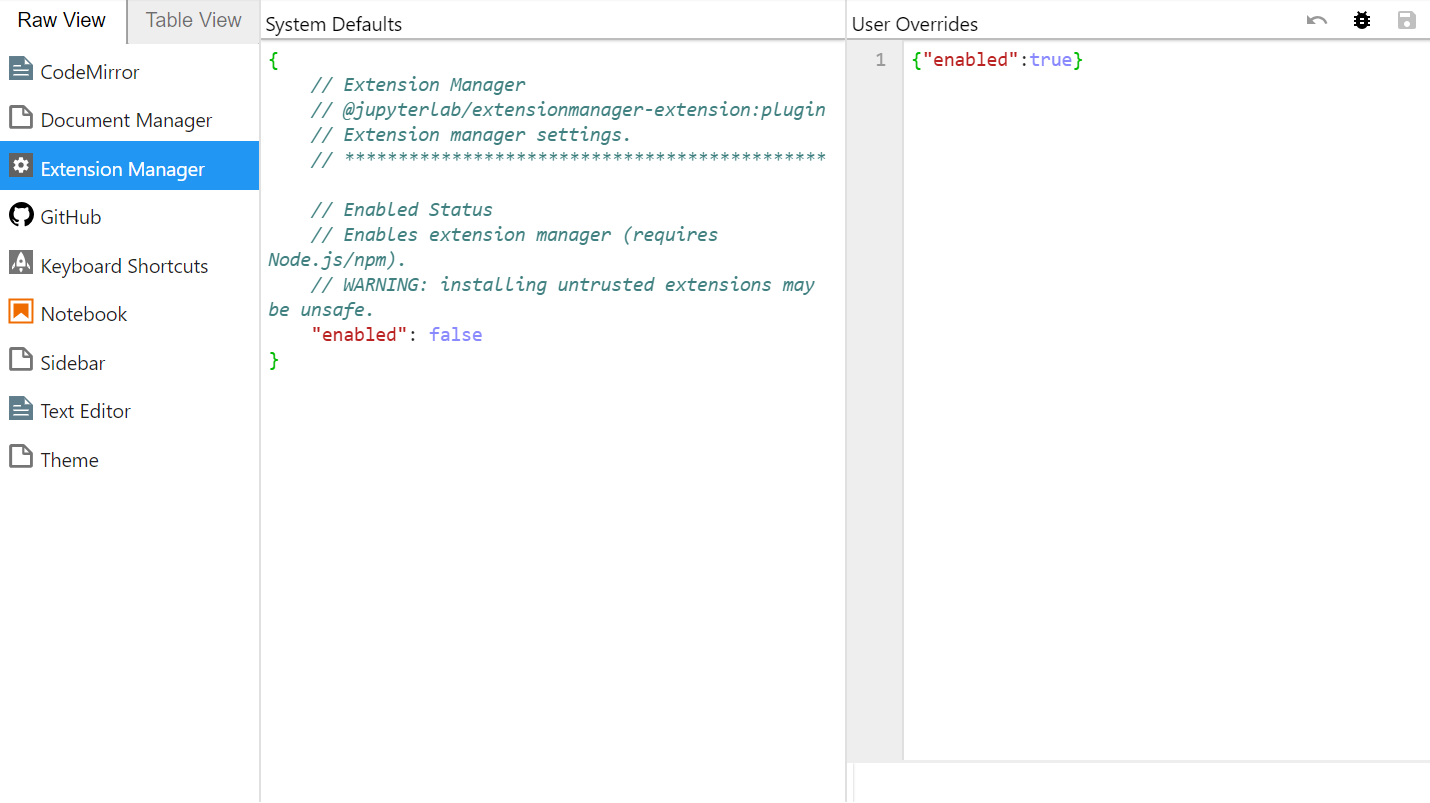 Raw View
Table View
CodeMirror
Document Manager
Extension Manager
GitHub
Keyboard Shortcuts
Notebook
Sidebar
Text Editor
Theme
System Defaults
{
// Extension Manager
// @jupyterlab/extensionmanager-extension:plugin
// Extension manager settings.
// *********************************************
// Enabled Status
// Enables extension manager (requires
Node.js/npm).
// WARNING: installing untrusted extensions may
be unsafe.
"enabled": false
}
User Overrides
1 {"enabled":true}